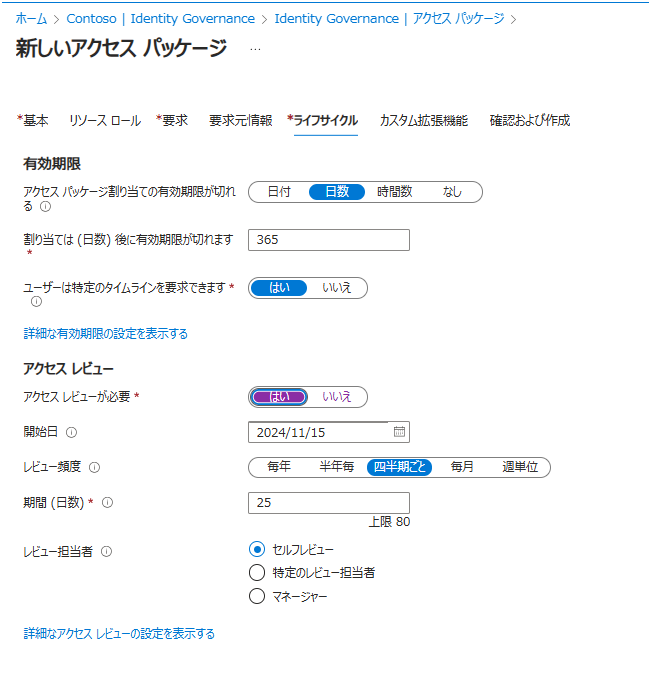 ホーム > Contoso | Identity Governance > Identity Governance | アクセス パッケージ >
新しいアクセス パッケージ ...
*基本 リソース ロール *要求 要求元情報 *ライフサイクル カスタム拡張機能 確認および作成
有効期限
アクセス パッケージ割り当ての有効期限が切れ
る
日付 日数 時間数 なし
割り当ては (日数) 後に有効期限が切れます
*
365
ユーザーは特定のタイムラインを要求できます *
はい いいえ
詳細な有効期限の設定を表示する
アクセス レビュー
アクセス レビューが必要 * はい いいえ
開始日 2024/11/15
レビュー頻度 毎年 半年毎 四半期ごと 毎月 週単位
期間 (日数) * 25
上限 80
レビュー担当者 セルフレビュー
特定のレビュー担当者
マネージャー
詳細なアクセス レビューの設定を表示する